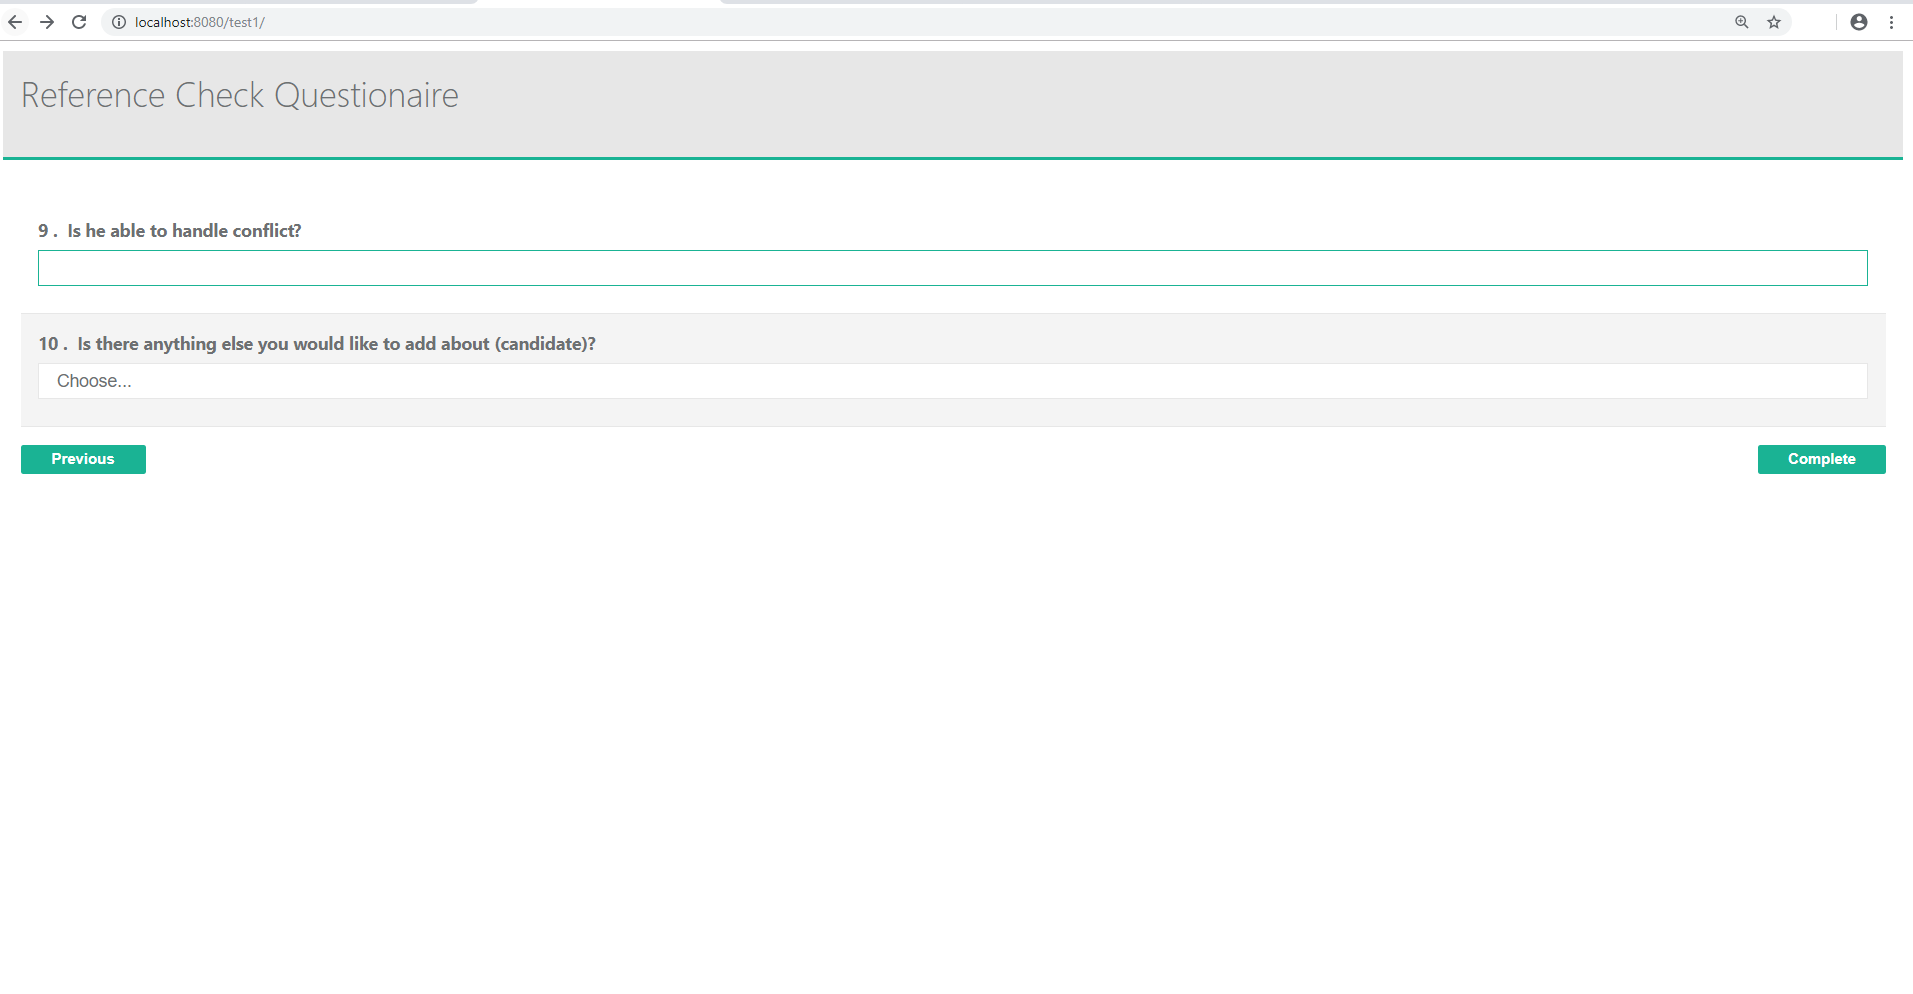 localhost:8080/test1/
Reference Check Questionaire
9 . Is he able to handle conflict?
10 . Is there anything else you would like to add about (candidate)?
Choose...
Previous
Complete